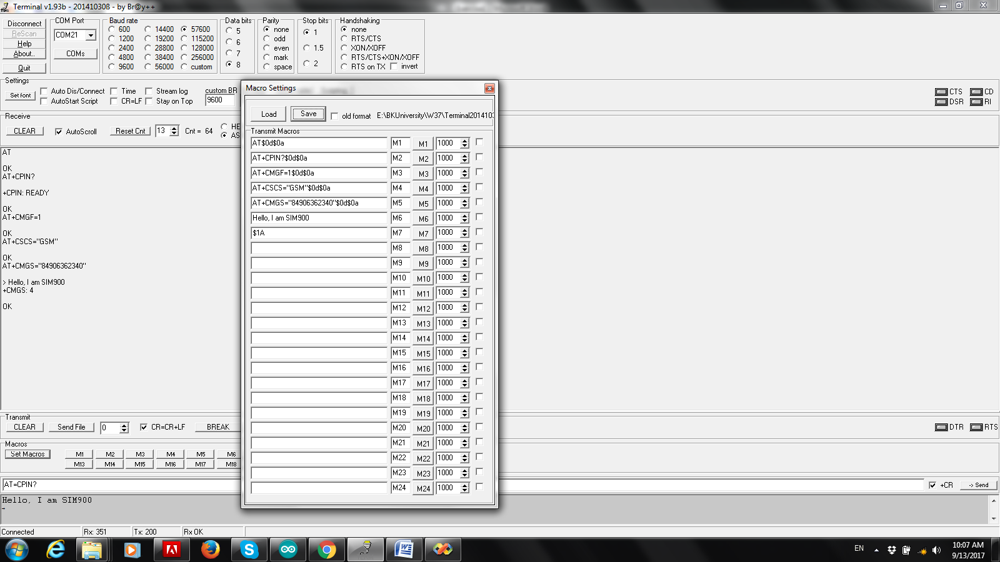 Terminal v1.93b - 20141030ß - by Br@y++
Disconnect
ReScan
Help
About..
Quit
COM Port
COM21
COMs
Baud rate
600 14400 57600
1200 19200 115200
2400 28800 128000
4800 38400 256000
9600 56000 custom
Data bits
5
6
7
8
Parity
none
odd
even
mark
space
Stop bits
1
1.5
2
Handshaking
none
RTS/CTS
XON/XOFF
RTS/CTS+XON/XOFF
RTS on TX invert
Settings
Set font
Auto Dis/Connect Time Stream log
AutoStart Script CR=LF Stay on Top
custom BR
9600
CTS CD
DSR RI
Receive
CLEAR AutoScroll Reset Cnt 13 Cnt = 64
HE
AS
AT
OK
AT+CPIN?
+CPIN: READY
OK
AT+CMGF=1
OK
AT+CSCS="GSM"
OK
AT+CMGS="84906362340"
> Hello, I am SIM900
+CMGS: 4
OK
Macro Settings
Load Save old format E:\BKUniversity\W37\Terminal2014103
Transmit Macros
AT$0d$0a M1 M1 1000
AT+CPIN?$0d$0a M2 M2 1000
AT+CMGF=1$0d$0a M3 M3 1000
AT+CSCS="GSM"$0d$0a M4 M4 1000
AT+CMGS="84906362340"$0d$0a M5 M5 1000
Hello, I am SIM900 M6 M6 1000
$1A M7 M7 1000
M8 M8 1000
M9 M9 1000
M10 M10 1000
M11 M11 1000
M12 M12 1000
M13 M13 1000
M14 M14 1000
M15 M15 1000
M16 M16 1000
M17 M17 1000
M18 M18 1000
M19 M19 1000
M20 M20 1000
M21 M21 1000
M22 M22 1000
M23 M23 1000
M24 M24 1000
Transmit
CLEAR Send File 0 CR=CR+LF BREAK
DTR RTS
Macros
Set Macros M1 M2 M3 M4 M5 M6
M13 M14 M15 M16 M17 M18
AT=CPIN? +CR -> Send
Hello, I am SIM900
→
Connected Rx: 351 Tx: 200 Rx OK
EN
10:07 AM
9/13/2017